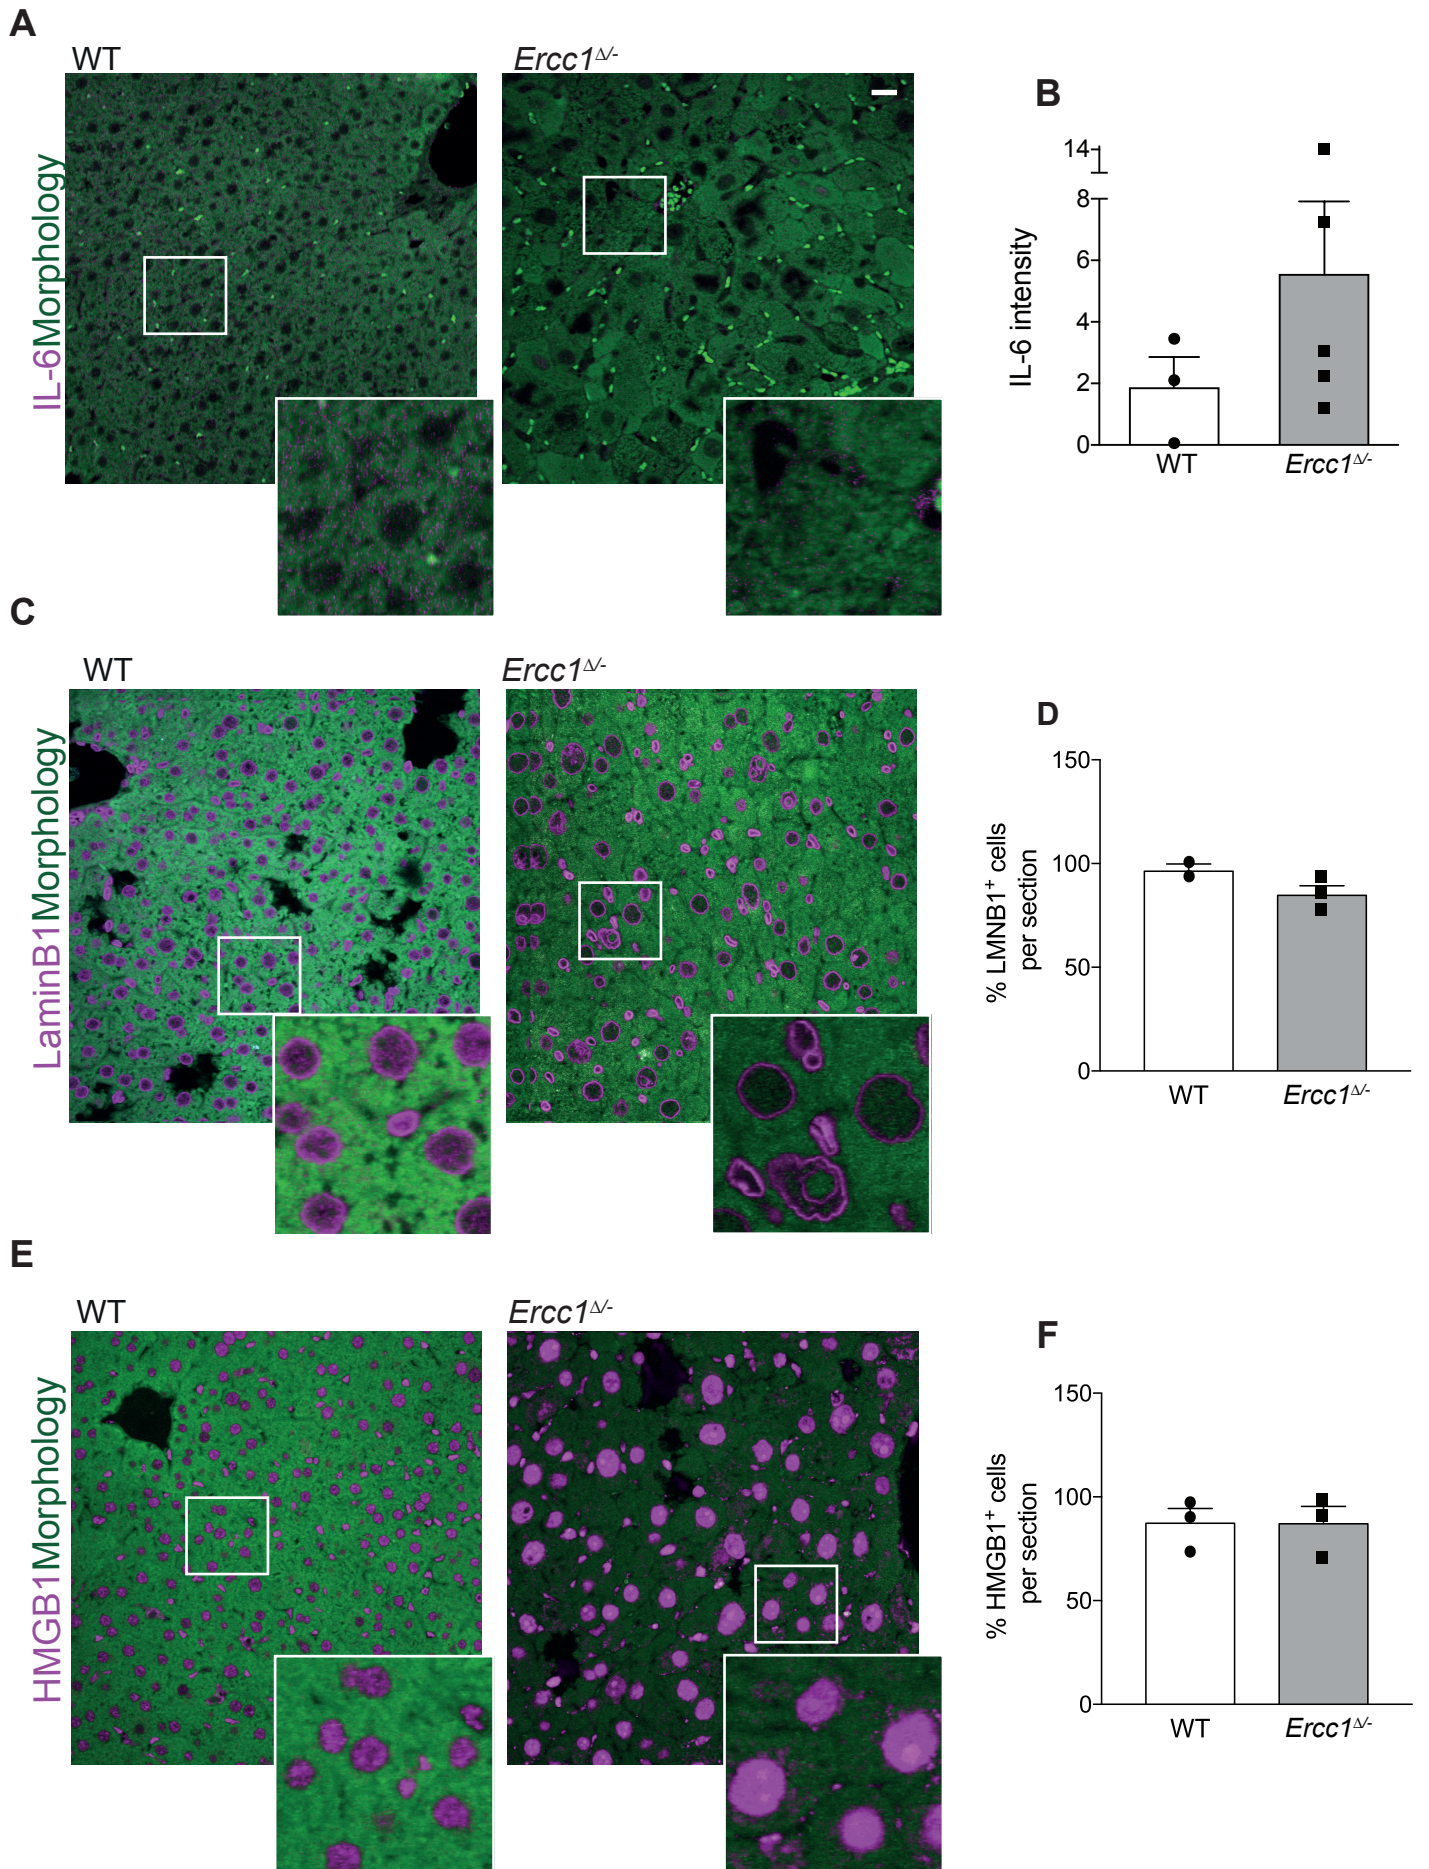 A
WT
Ercc1Δ/-
IL-6Morphology
B
14
8
6
4
2
0
IL-6 intensity
WT
Ercc1Δ/-
C
WT
Ercc1Δ/-
LaminB1Morphology
D
150
100
50
0
% LMNB1+ cells
per section
WT
Ercc1Δ/-
E
WT
Ercc1Δ/-
HMGB1Morphology
F
150
100
50
0
% HMGB1+ cells
per section
WT
Ercc1Δ/-